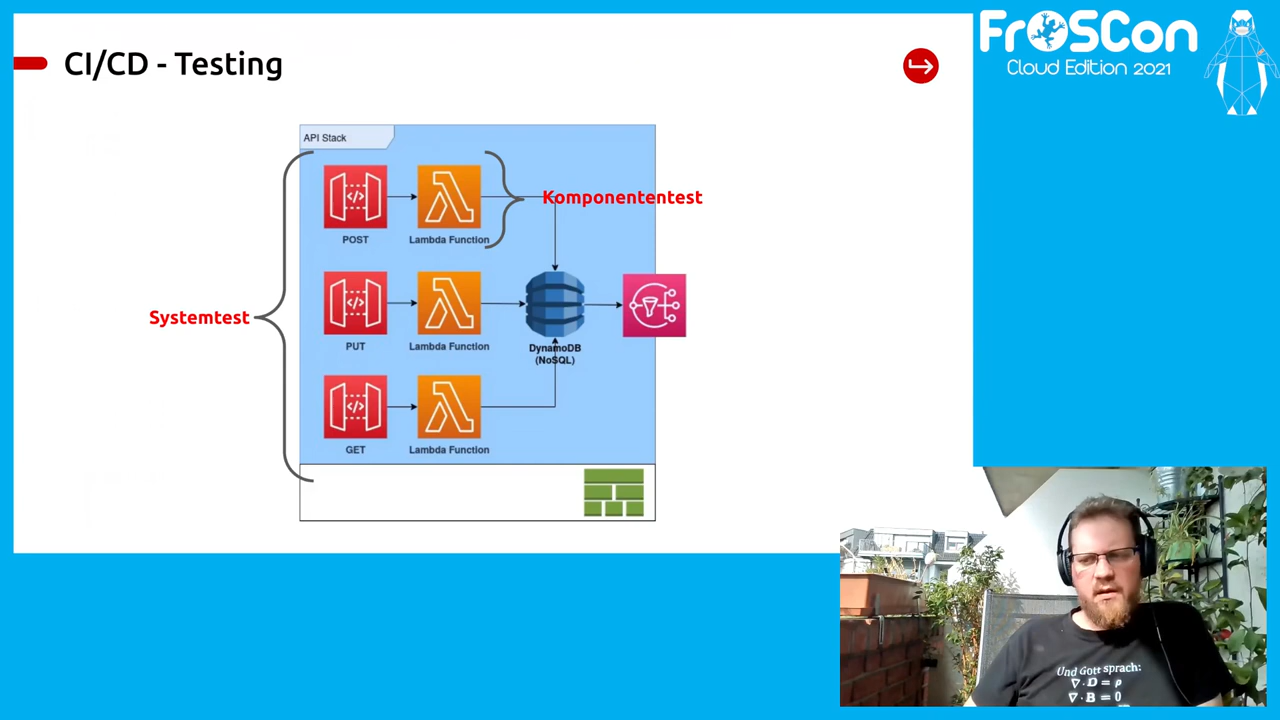 CI/CD - Testing
FrOSCon
Cloud Edition 2021
API Stack
Komponententest
POST
Lambda Function
Systemtest
PUT
Lambda Function
DynamoDB
(NoSQL)
GET
Lambda Function
Und Gott sprach:
∇·D = ρ
∇·B = 0